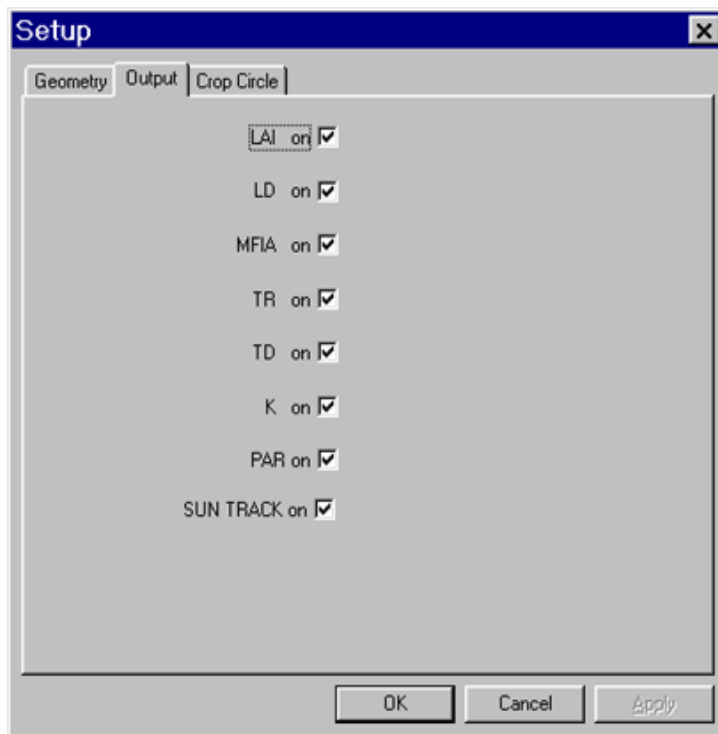 Setup
Geometry Output Crop Circle
LAI on
LD on
MFIA on
TR on
TD on
K on
PAR on
SUN TRACK on
OK Cancel Apply